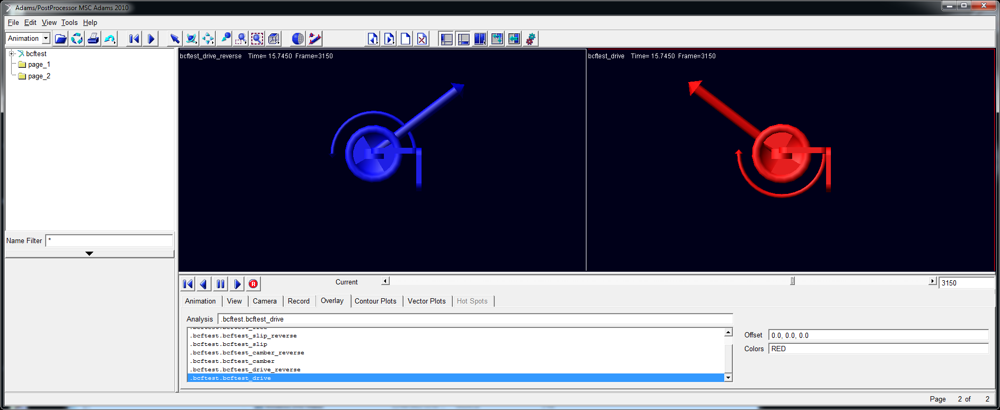 Adams/PostProcessor MSC Adams 2010
File Edit View Tools Help
Animation
bcftest
page_1
page_2
Name Filter *
bcftest_drive_reverse Time= 15.7450 Frame=3150
bcftest_drive Time= 15.7450 Frame=3150
Current
R
3150
Animation View Camera Record Overlay Contour Plots Vector Plots Hot Spots
Analysis .bcftest.bcftest_drive
.bcftest.bcftest_slip_reverse
.bcftest.bcftest_slip
.bcftest.bcftest_camber_reverse
.bcftest.bcftest_camber
.bcftest.bcftest_drive_reverse
.bcftest.bcftest_drive
Offset 0.0, 0.0, 0.0
Colors RED
Page 2 of 2